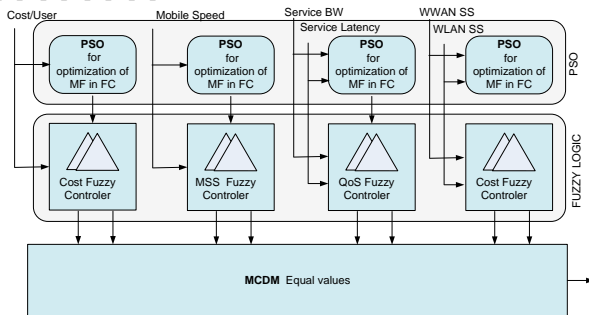 Cost/User
Mobile Speed
Service BW
WWAN SS
Service Latency
WLAN SS
PSO
for
optimization of
MF in FC
PSO
for
optimization of
MF in FC
PSO
for
optimization of
MF in FC
PSO
for
optimization of
MF in FC
PSO
Cost Fuzzy
Controler
MSS Fuzzy
Controler
QoS Fuzzy
Controler
Cost Fuzzy
Controler
FUZZY LOGIC
MCDM Equal values